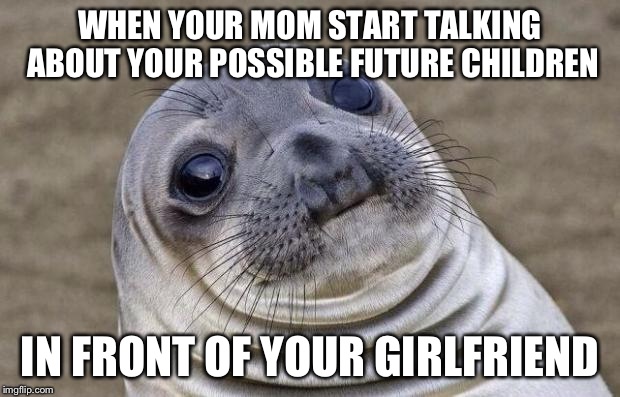 WHEN YOUR MOM START TALKING
ABOUT YOUR POSSIBLE FUTURE CHILDREN
IN FRONT OF YOUR GIRLFRIEND
imgflip.com